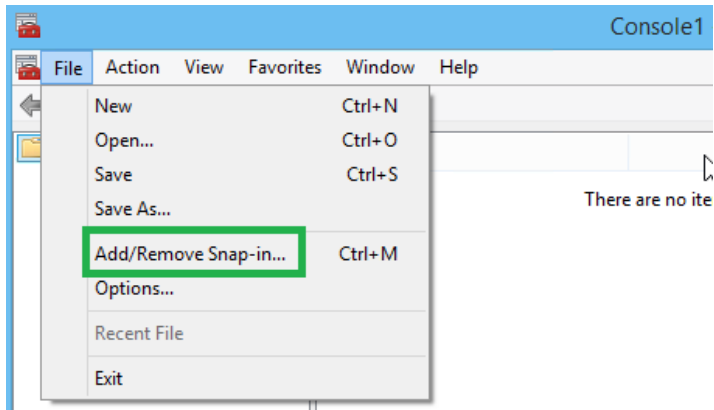 Console1
File Action View Favorites Window Help
New Ctrl+N
Open... Ctrl+O
Save Ctrl+S
There are no ite
Save As...
Add/Remove Snap-in... Ctrl+M
Options...
Recent File
Exit